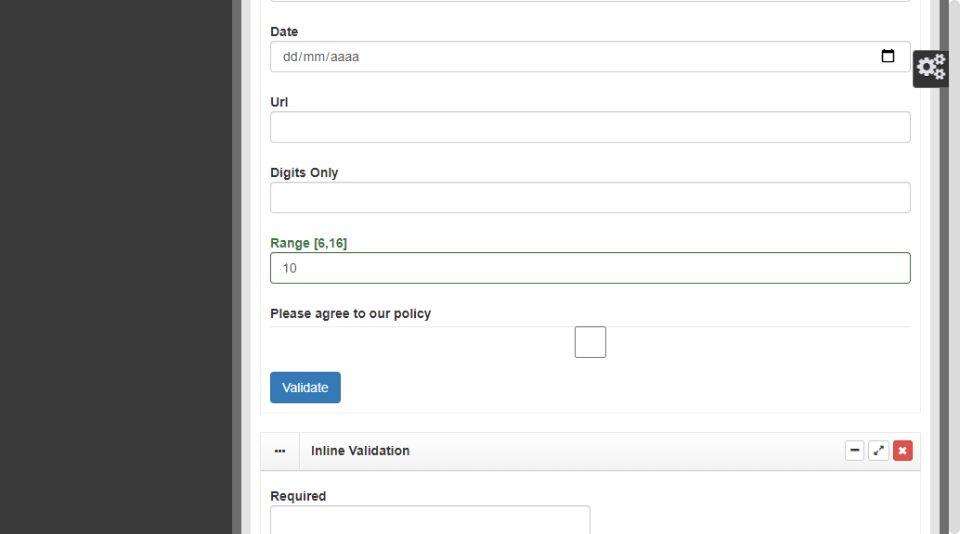 Date
dd/mm/aaaa
Url
Digits Only
Range [6,16]
10
Please agree to our policy
Validate
Inline Validation
Required